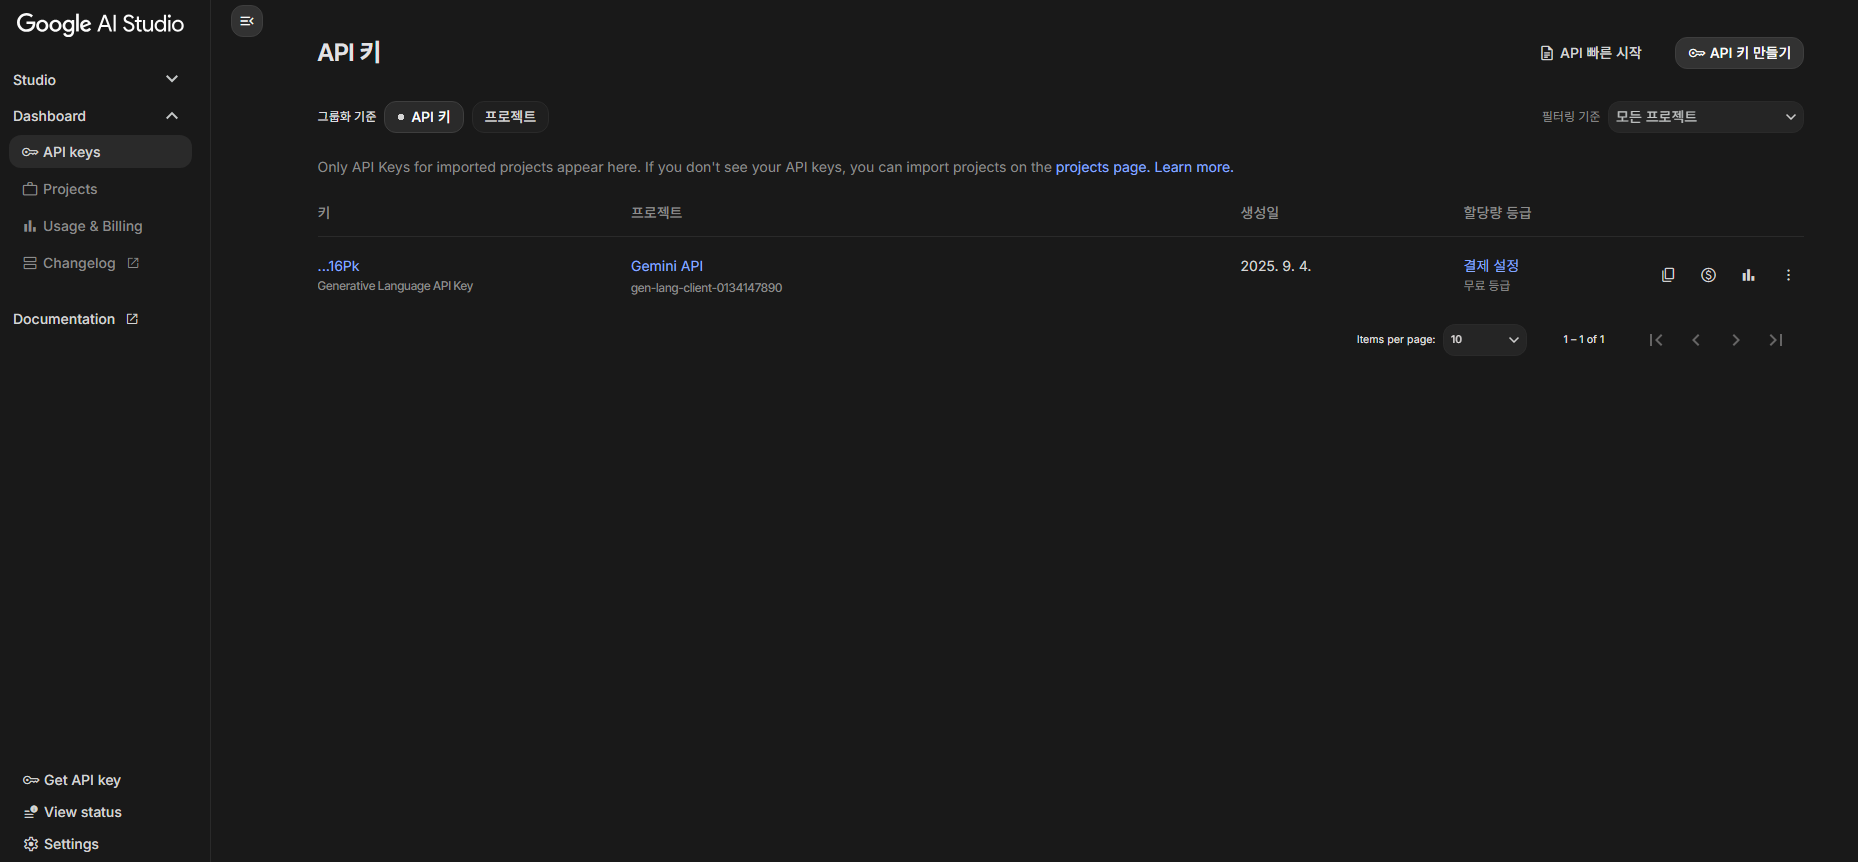 Google AI Studio
Studio
Dashboard
API keys
Projects
Usage & Billing
Changelog
Documentation
Get API key
View status
Settings
API 키
API 빠른 시작
API 키 만들기
그룹화 기준
API 키
프로젝트
필터링 기준
모든 프로젝트
Only API Keys for imported projects appear here. If you don't see your API keys, you can import projects on the projects page. Learn more.
키 프로젝트 생성일 할당량 등급
...16Pk Gemini API 2025. 9. 4. 결제 설정
Generative Language API Key gen-lang-client-0134147890 무료 등급
Items per page: 10 1 – 1 of 1